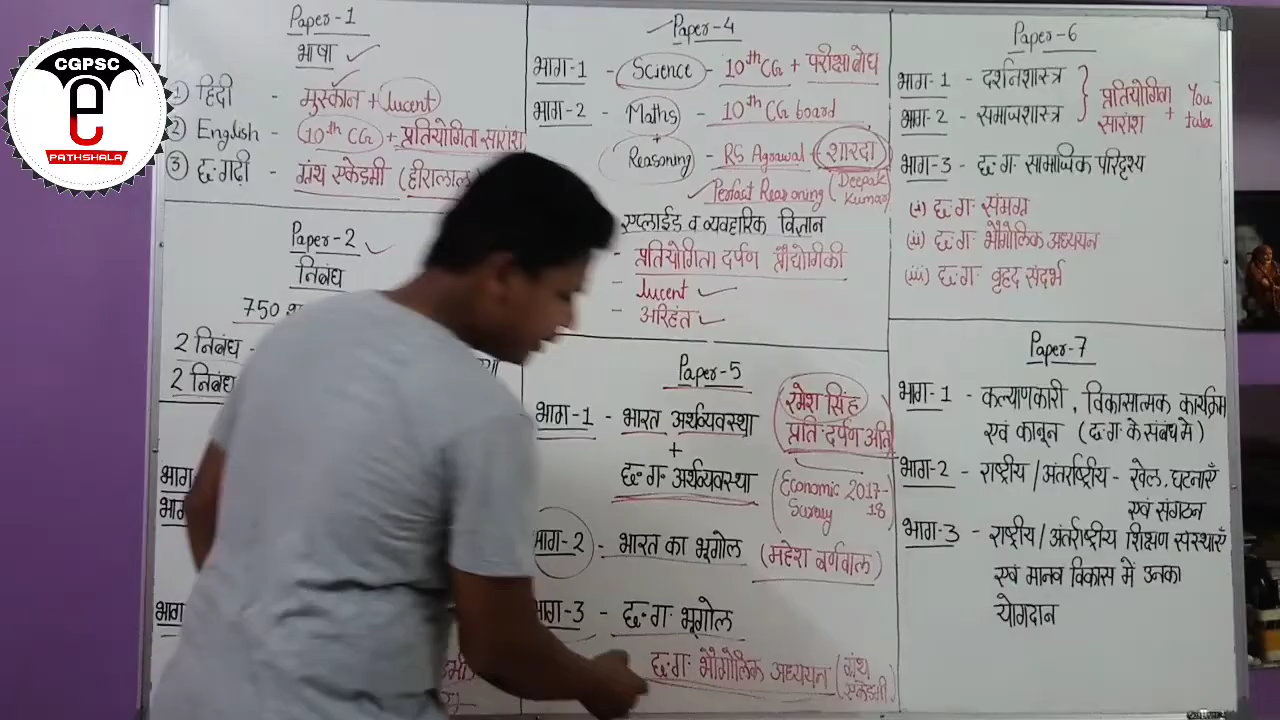 CGPSC
e
PATHSHALA
Paper-1
भाषा
① हिंदी - मुस्कान + lucent
② English - 10th CG + प्रतियोगिता सारांश
③ छ.गढ़ी - ग्रंथ एकेडमी (हीरालाल
Paper-2
निबंध
750
2 निबंध -
2 निबंध
भाग
भाग
भाग
Paper-4
भाग-1 - Science - 10th CG + परीक्षा बोध
भाग-2 - Maths - 10th CG board
+
Reasoning - RS Agrawal (शारदा)
Perfect Reasoning (Deepak Kumar)
एप्लाईड व व्यवहारिक विज्ञान
- प्रतियोगिता दर्पण प्रौद्योगिकी
- lucent
- अरिहंत
Paper-5
भाग-1 - भारत अर्थव्यवस्था
+
छ.ग. अर्थव्यवस्था
रमेश सिंह
प्रति. दर्पण अति
(Economic 2017-
Survey 18
भाग-2 - भारत का भूगोल (महेश बर्णवाल)
भाग-3 - छ.ग. भूगोल
छ.ग. भौगोलिक अध्ययन (ग्रंथ
एकेडमी)
Paper-6
भाग-1 - दर्शनशास्त्र
भाग-2 - समाजशास्त्र
प्रतियोगिता
सारांश + You
tube
भाग-3 - छ.ग. सामाजिक परिदृश्य
(i) छ.ग. समग्र
(ii) छ.ग. भौगोलिक अध्ययन
(iii) छ.ग. वृहद संदर्भ
Paper-7
भाग-1 - कल्याणकारी, विकासात्मक कार्यक्रम
एवं कानून (छ.ग. के संबंध में)
भाग-2 - राष्ट्रीय/अंतर्राष्ट्रीय - खेल, घटनाएँ
एवं संगठन
भाग-3 - राष्ट्रीय/अंतर्राष्ट्रीय शिक्षण संस्थाएँ
एवं मानव विकास में उनका
योगदान